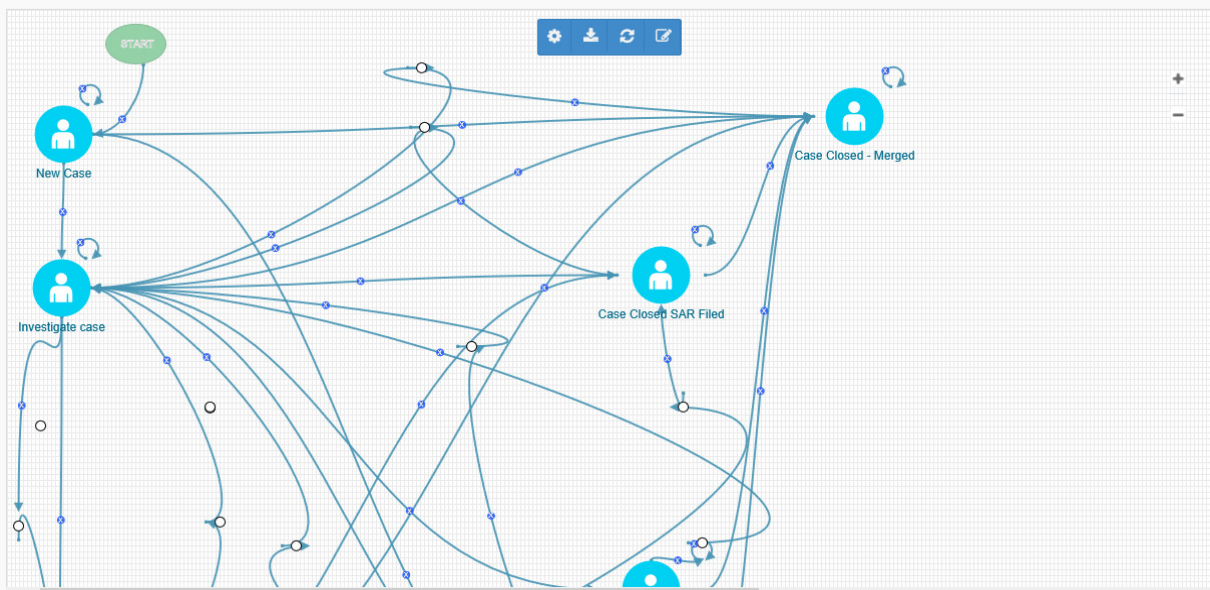 START
New Case
Case Closed - Merged
Case Closed SAR Filed
Investigate case